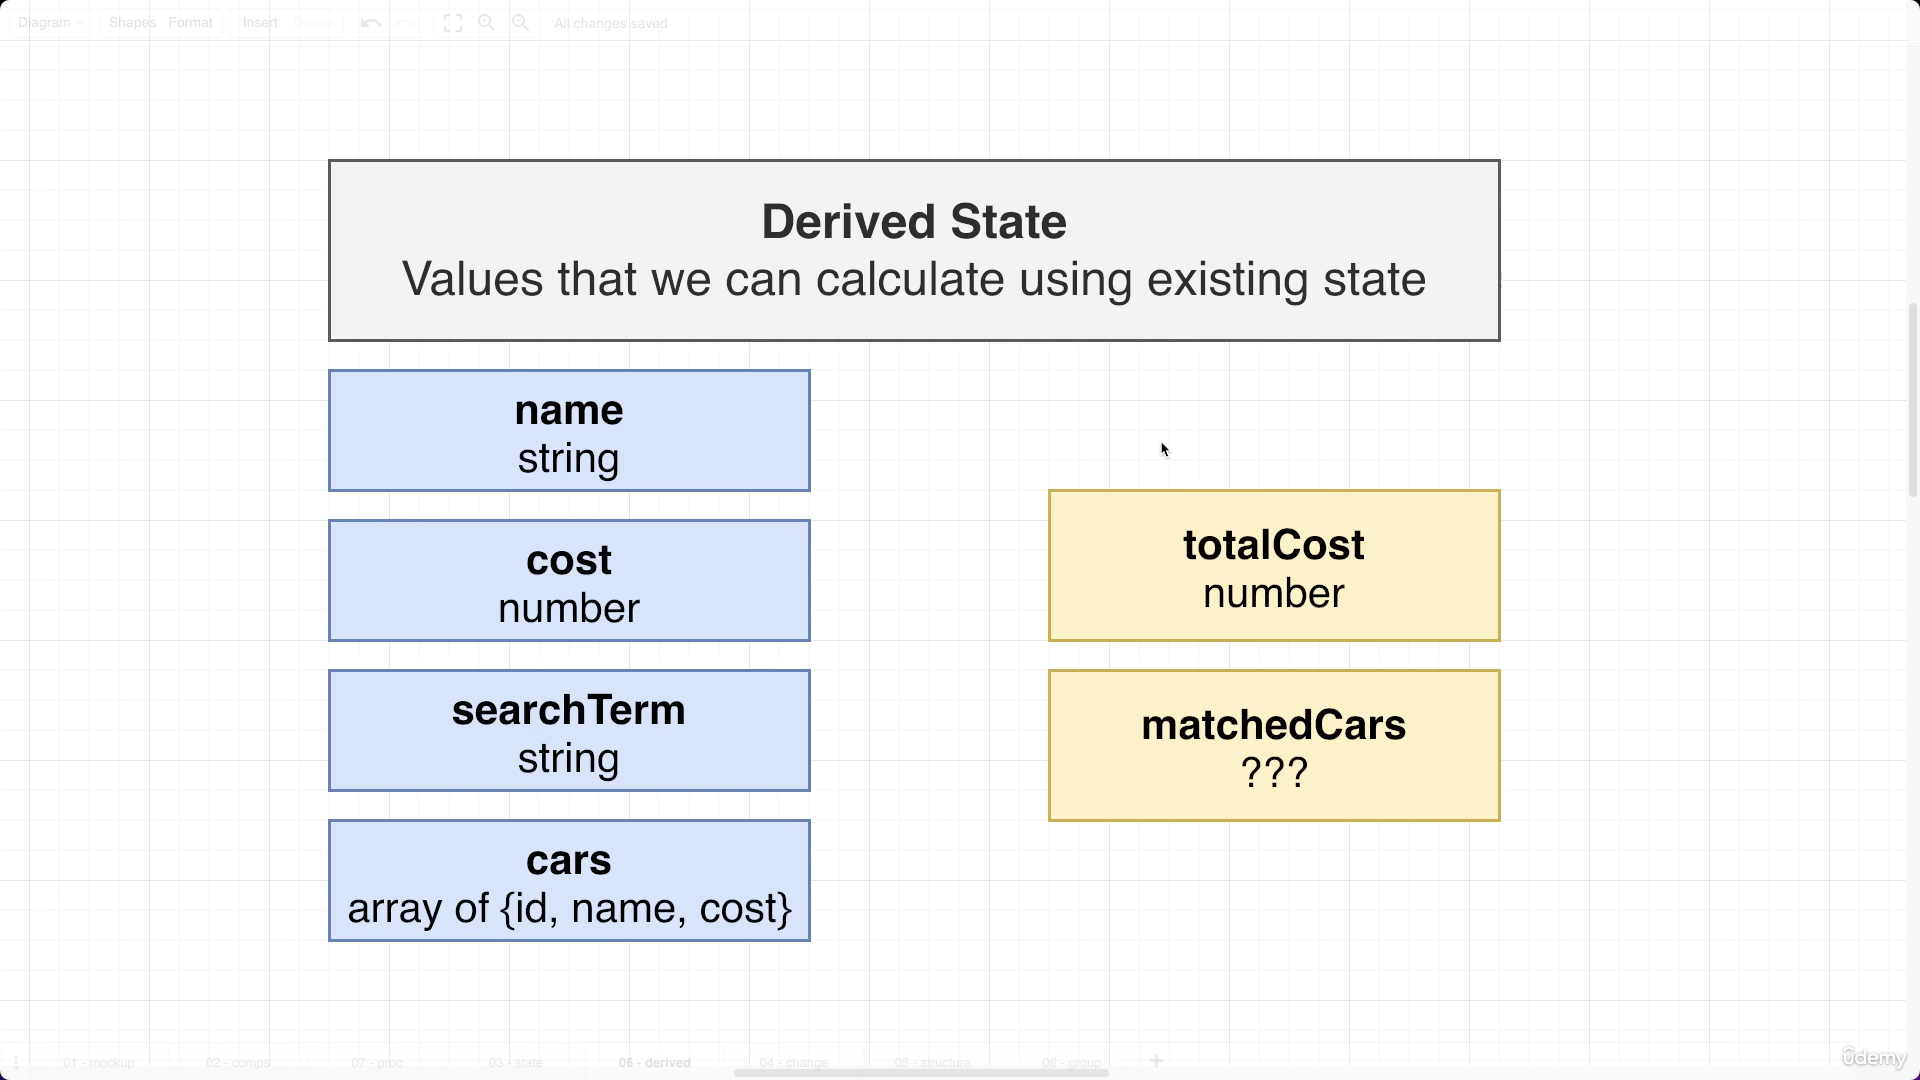 Diagram Shapes Format Insert Delete All changes saved
Derived State
Values that we can calculate using existing state
name
string
cost
number
searchTerm
string
cars
array of {id, name, cost}
totalCost
number
matchedCars
???
01 - mockup 02 - comps 07 - proc 03 - state 06 - derived 04 - change 05 - structure 06 - group
ûdemy